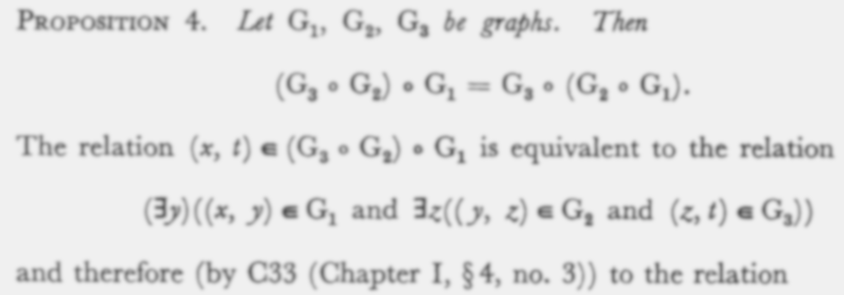 PROPOSITION 4. Let G₁, G₂, G₃ be graphs. Then
(G₃ ∘ G₂) ∘ G₁ = G₃ ∘ (G₂ ∘ G₁).
The relation (x, t) ∈ (G₃ ∘ G₂) ∘ G₁ is equivalent to the relation
(∃y)((x, y) ∈ G₁ and ∃z((y, z) ∈ G₂ and (z, t) ∈ G₃))
and therefore (by C33 (Chapter I, § 4, no. 3)) to the relation